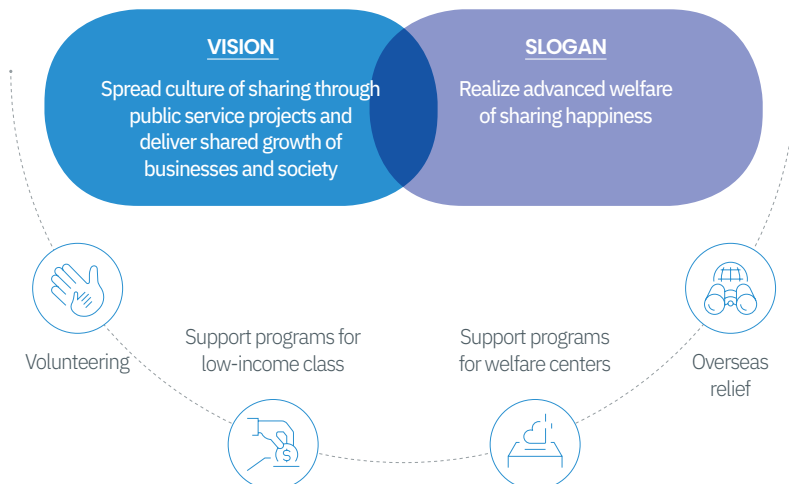 VISION
Spread culture of sharing through
public service projects and
deliver shared growth of
businesses and society
SLOGAN
Realize advanced welfare
of sharing happiness
Volunteering
Support programs for
low-income class
Support programs
for welfare centers
Overseas
relief
$